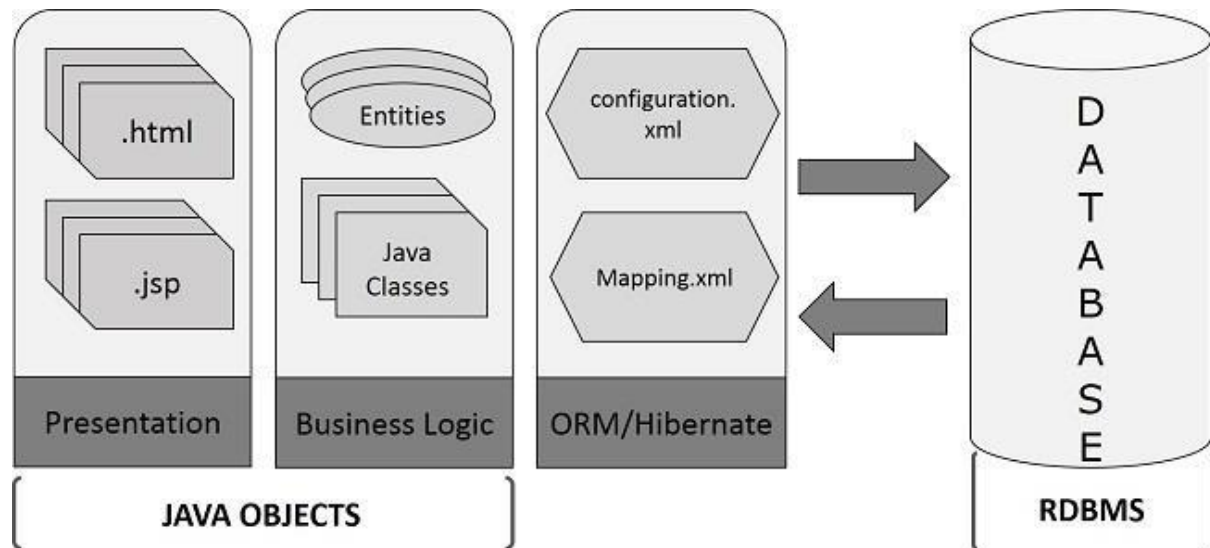 .html
.jsp
Presentation
Entities
Java
Classes
Business Logic
configuration.
xml
Mapping.xml
ORM/Hibernate
JAVA OBJECTS
D
A
T
A
B
A
S
E
RDBMS